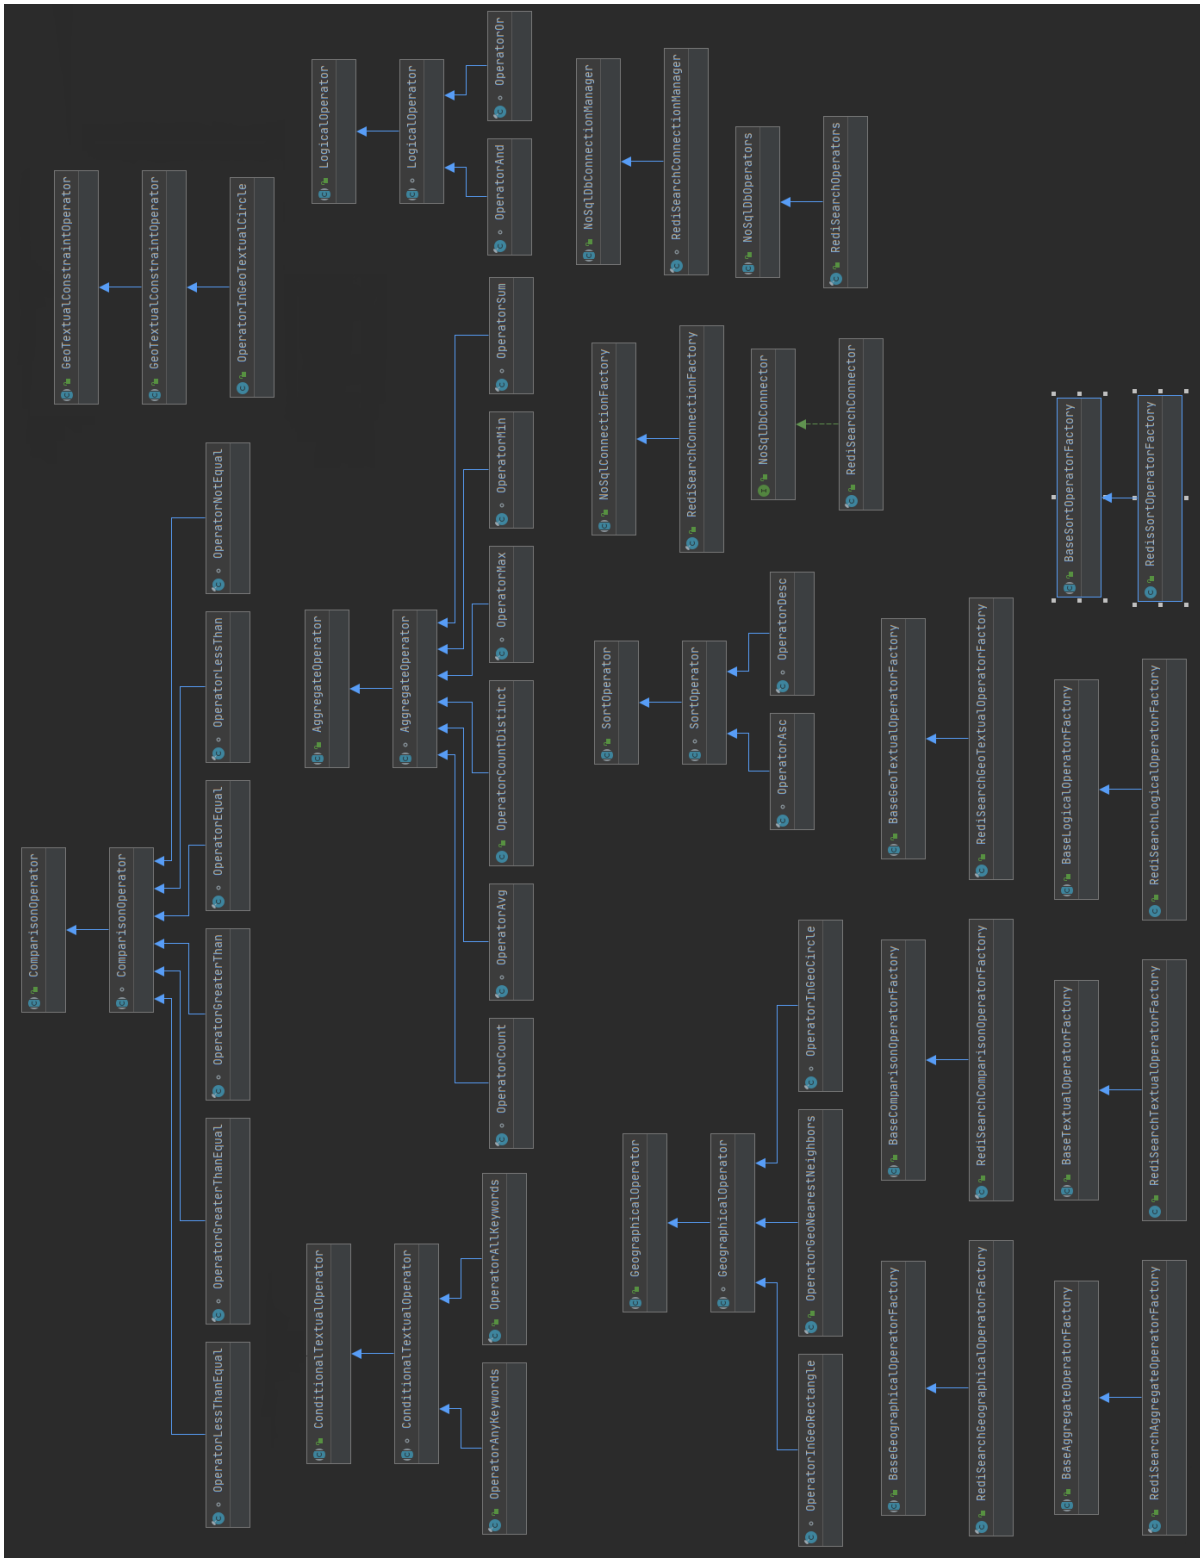 ComparisonOperator
ComparisonOperator
OperatorLessThanEqual
OperatorGreaterThanEqual
OperatorGreaterThan
OperatorEqual
OperatorLessThan
OperatorNotEqual
GeoTextualConstraintOperator
GeoTextualConstraintOperator
OperatorInGeoTextualCircle
ConditionalTextualOperator
ConditionalTextualOperator
OperatorAnyKeywords
OperatorAllKeywords
AggregateOperator
AggregateOperator
OperatorCount
OperatorAvg
OperatorCountDistinct
OperatorMax
OperatorMin
OperatorSum
LogicalOperator
LogicalOperator
OperatorAnd
OperatorOr
GeographicalOperator
GeographicalOperator
OperatorInGeoRectangle
OperatorGeoNearestNeighbors
OperatorInGeoCircle
SortOperator
SortOperator
OperatorAsc
OperatorDesc
NoSqlConnectionFactory
RediSearchConnectionFactory
NoSqlDbConnector
RediSearchConnector
NoSqlDbConnectionManager
RediSearchConnectionManager
NoSqlDbOperators
RediSearchOperators
BaseGeographicalOperatorFactory
RediSearchGeographicalOperatorFactory
BaseComparisonOperatorFactory
RediSearchComparisonOperatorFactory
BaseGeoTextualOperatorFactory
RediSearchGeoTextualOperatorFactory
BaseAggregateOperatorFactory
RediSearchAggregateOperatorFactory
BaseTextualOperatorFactory
RediSearchTextualOperatorFactory
BaseLogicalOperatorFactory
RediSearchLogicalOperatorFactory
BaseSortOperatorFactory
RedisSortOperatorFactory